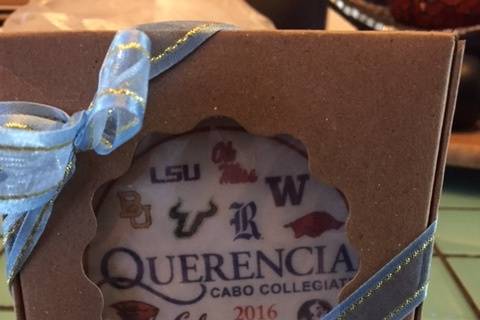 LSU
Ole
Miss
W
BU
R
QUERENCIA
CABO COLLEGIAT
2016